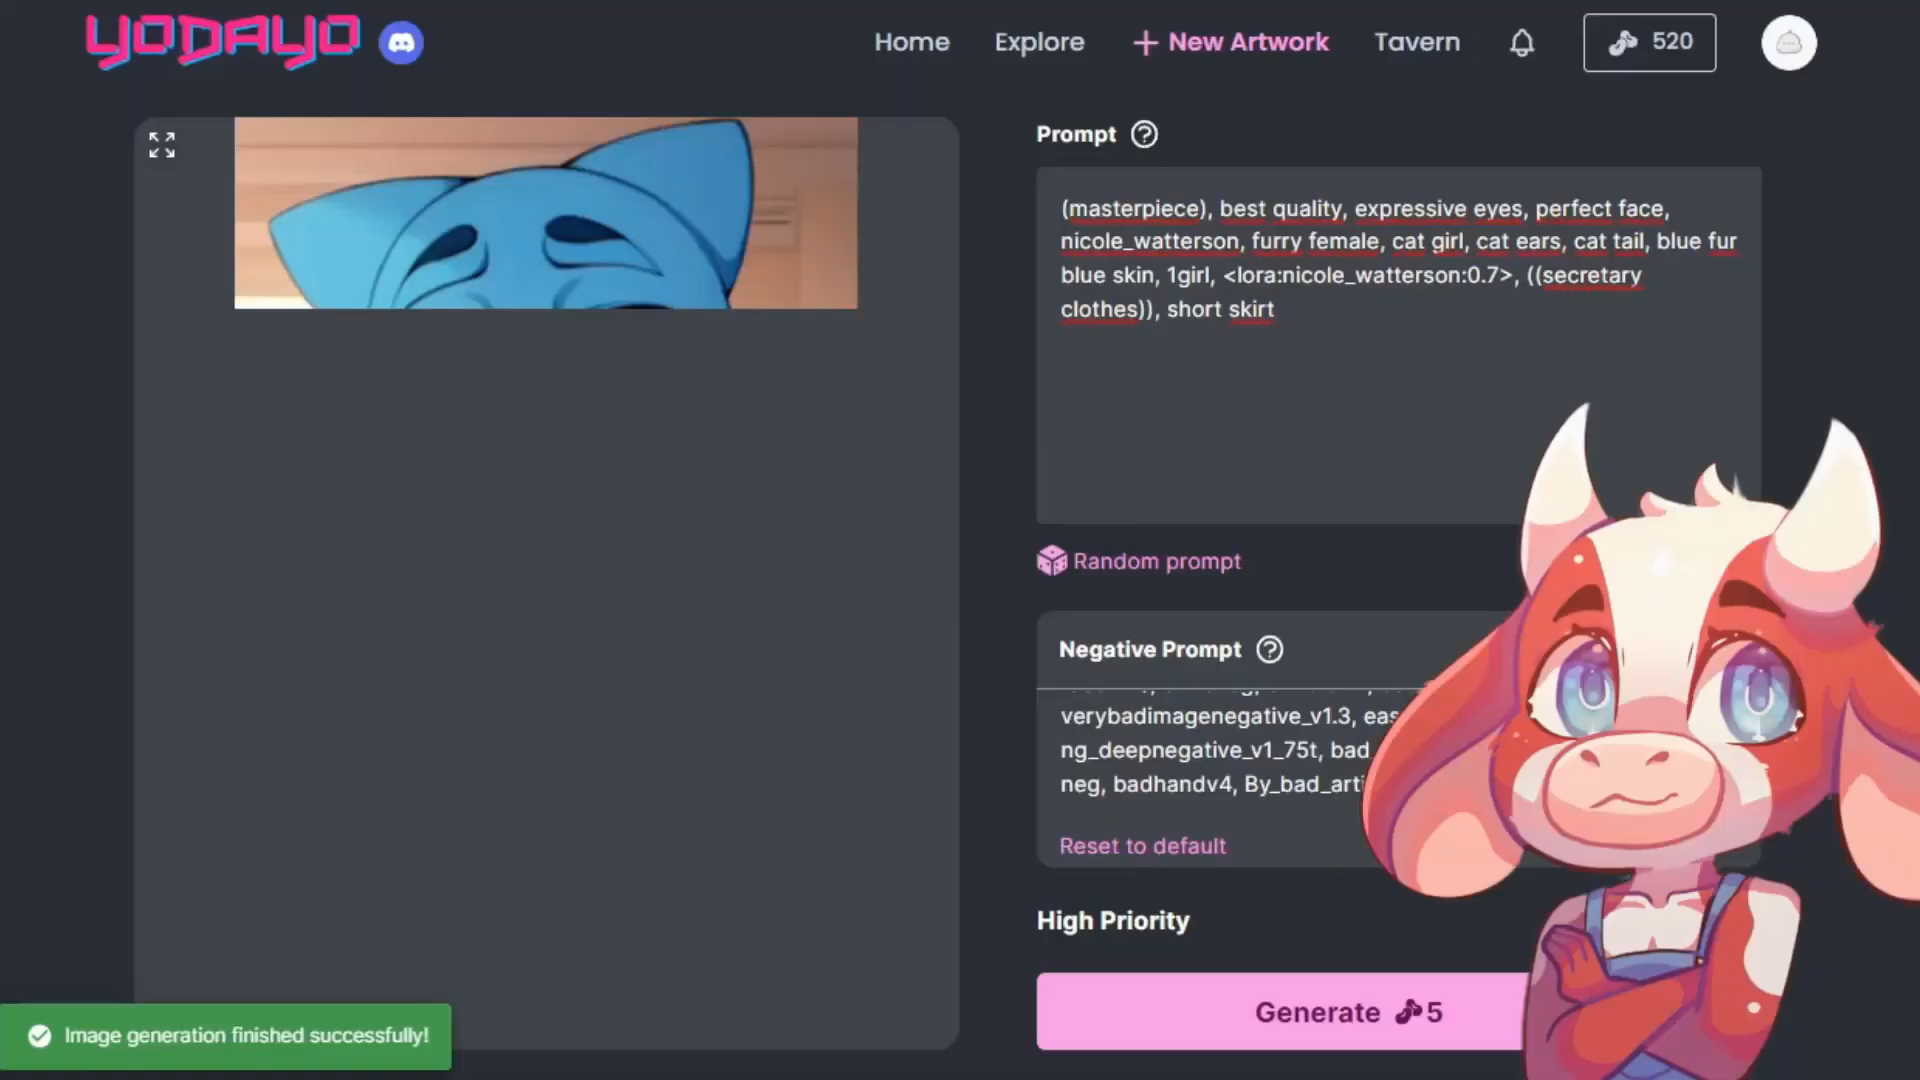 YODAYO
Home
Explore
+ New Artwork
Tavern
520
Prompt ?
(masterpiece), best quality, expressive eyes, perfect face,
nicole_watterson, furry female, cat girl, cat ears, cat tail, blue fur
blue skin, 1girl, <lora:nicole_watterson:0.7>, ((secretary
clothes)), short skirt
Random prompt
Negative Prompt ?
verybadimagenegative_v1.3,
ng_deepnegative_v1_75t, bad_
neg, badhandv4, By_bad_arti
Reset to default
High Priority
Generate 5
Image generation finished successfully!